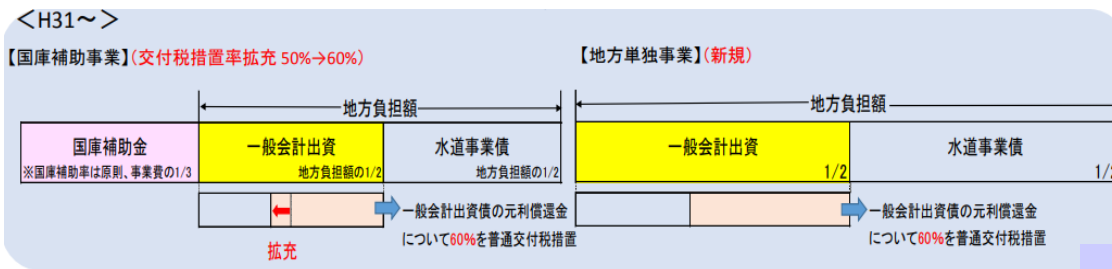 ＜H31～＞
【国庫補助事業】(交付税措置率拡充 50%→60%)
【地方単独事業】(新規)
地方負担額
地方負担額
国庫補助金
※国庫補助率は原則、事業費の1/3
一般会計出資
地方負担額の1/2
水道事業債
地方負担額の1/2
一般会計出資
1/2
水道事業債
1/2
拡充
一般会計出資債の元利償還金
について60%を普通交付税措置
一般会計出資債の元利償還金
について60%を普通交付税措置